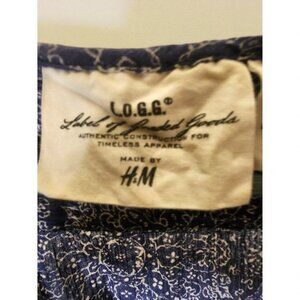 L.O.G.G.®
Label of Graded Goods
AUTHENTIC CONSTRUCTION FOR
TIMELESS APPAREL
MADE BY
H&M